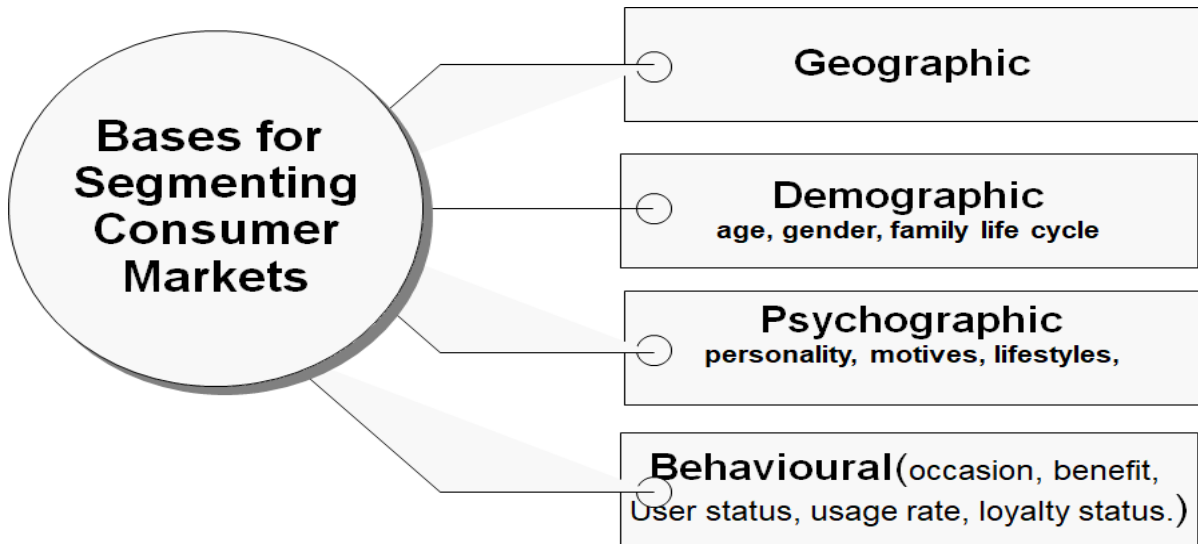 Bases for
Segmenting
Consumer
Markets
Geographic
Demographic
age, gender, family life cycle
Psychographic
personality, motives, lifestyles,
Behavioural(occasion, benefit,
User status, usage rate, loyalty status.)